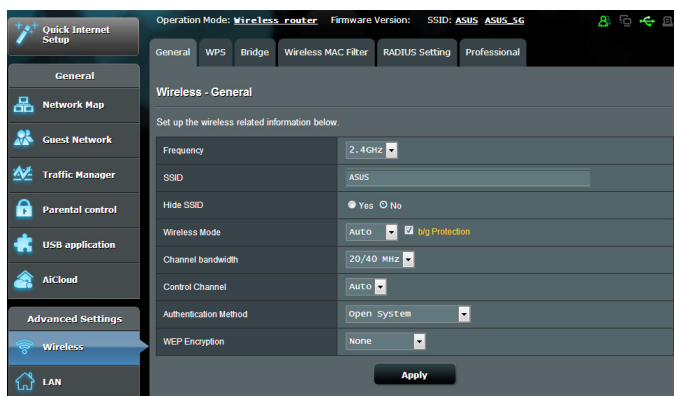 Quick Internet
Setup
Operation Mode: Wireless router Firmware Version: SSID: ASUS ASUS_5G
General WPS Bridge Wireless MAC Filter RADIUS Setting Professional
General
Network Map
Guest Network
Traffic Manager
Parental control
USB application
AiCloud
Advanced Settings
Wireless
LAN
Wireless - General
Set up the wireless related information below.
Frequency 2.4GHz
SSID ASUS
Hide SSID Yes No
Wireless Mode Auto b/g Protection
Channel bandwidth 20/40 MHz
Control Channel Auto
Authentication Method Open System
WEP Encryption None
Apply